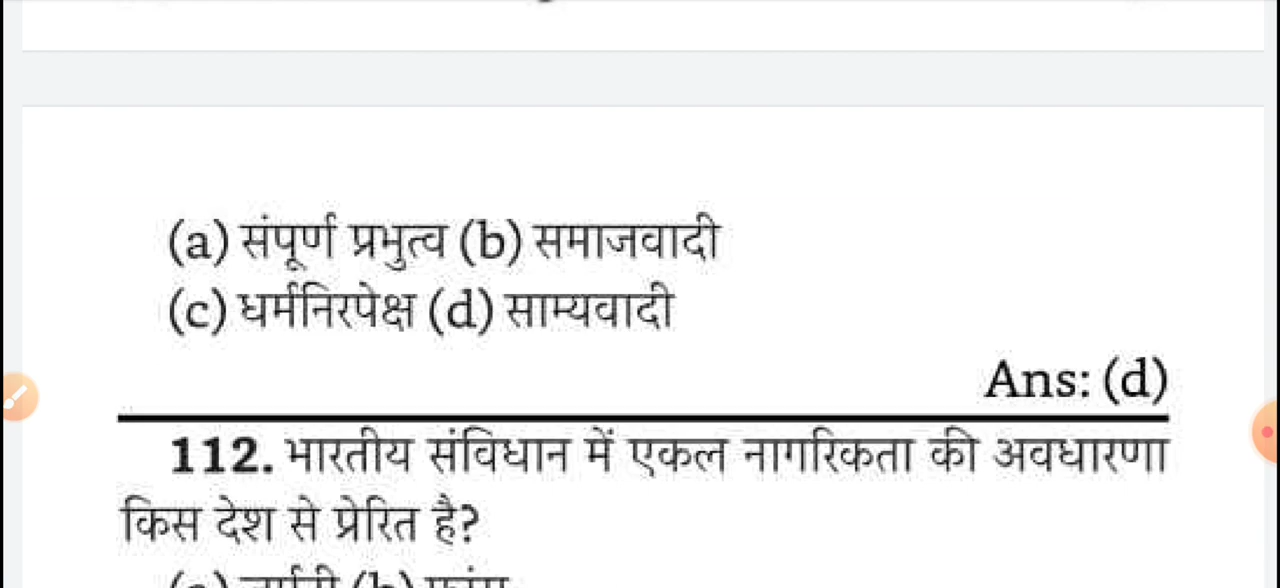 (a) संपूर्ण प्रभुत्व (b) समाजवादी
(c) धर्मनिरपेक्ष (d) साम्यवादी
Ans: (d)
112. भारतीय संविधान में एकल नागरिकता की अवधारणा
किस देश से प्रेरित है?